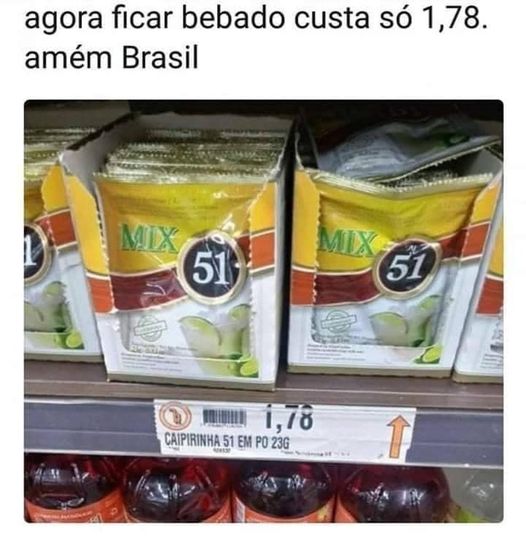 agora ficar bebado custa só 1,78.
amém Brasil
MIX
51
MIX
51
1,78
CAIPIRINHA 51 EM PO 23G